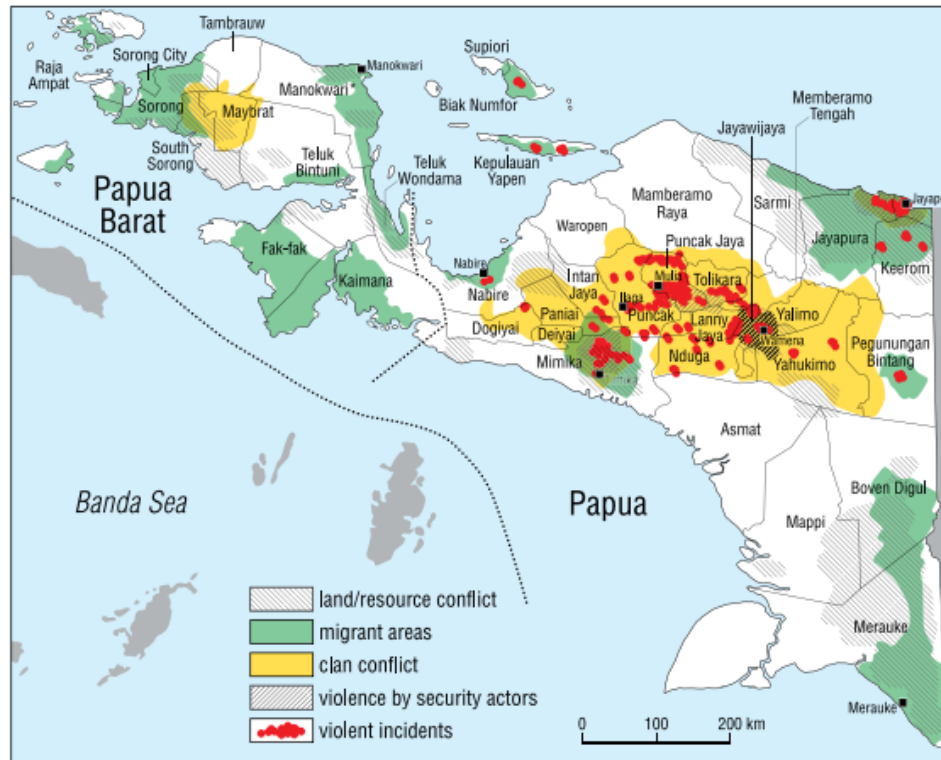 Tambrauw
Raja
Ampat
Sorong City
Sorong
Maybrat
South
Sorong
Manokwari
Manokwari
Teluk
Bintuni
Teluk
Wondama
Supiori
Biak Numfor
Kepulauan
Yapen
Papua
Barat
Fak-fak
Kaimana
Memberamo
Tengah
Jayawijaya
Mamberamo
Raya
Sarmi
Waropen
Puncak Jaya
Jayapura
Keerom
Nabire
Nabire
Intan
Jaya
Mulia
Tolikara
Ilaga
Puncak
Paniai
Dogiyai
Deiyai
Lanny
Jaya
Yalimo
Wamena
Nduga
Yahukimo
Pegunungan
Bintang
Mimika
Asmat
Banda Sea
Papua
Boven Digul
Mappi
Merauke
Merauke
land/resource conflict
migrant areas
clan conflict
violence by security actors
violent incidents
0 100 200 km